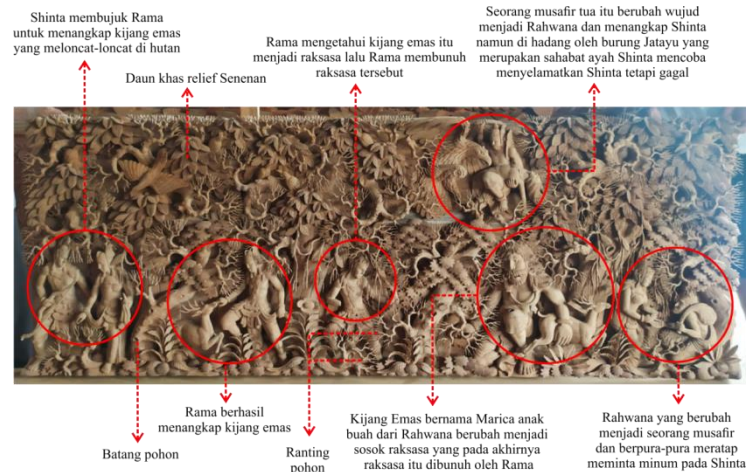 Shinta membujuk Rama
untuk menangkap kijang emas
yang meloncat-loncat di hutan
Daun khas relief Senenan
Rama mengetahui kijang emas itu
menjadi raksasa lalu Rama membunuh
raksasa tersebut
Seorang musafir tua itu berubah wujud
menjadi Rahwana dan menangkap Shinta
namun di hadang oleh burung Jatayu yang
merupakan sahabat ayah Shinta mencoba
menyelamatkan Shinta tetapi gagal
Batang pohon
Rama berhasil
menangkap kijang emas
Ranting
pohon
Kijang Emas bernama Marica anak
buah dari Rahwana berubah menjadi
sosok raksasa yang pada akhirnya
raksasa itu dibunuh oleh Rama
Rahwana yang berubah
menjadi seorang musafir
dan berpura-pura meratap
meminta minum pada Shinta